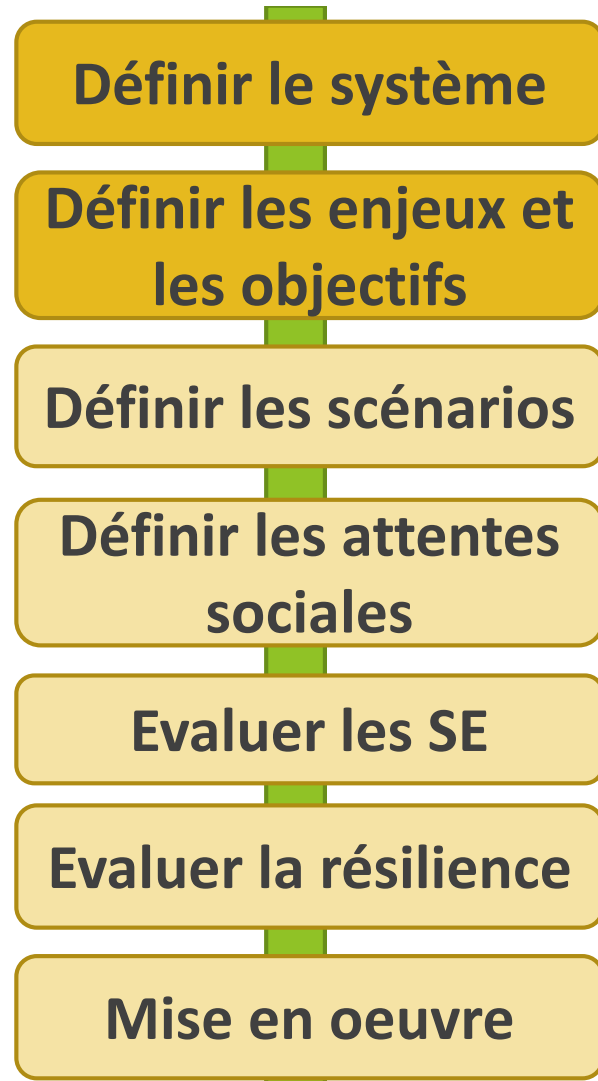 Définir le système
Définir les enjeux et
les objectifs
Définir les scénarios
Définir les attentes
sociales
Evaluer les SE
Evaluer la résilience
Mise en oeuvre